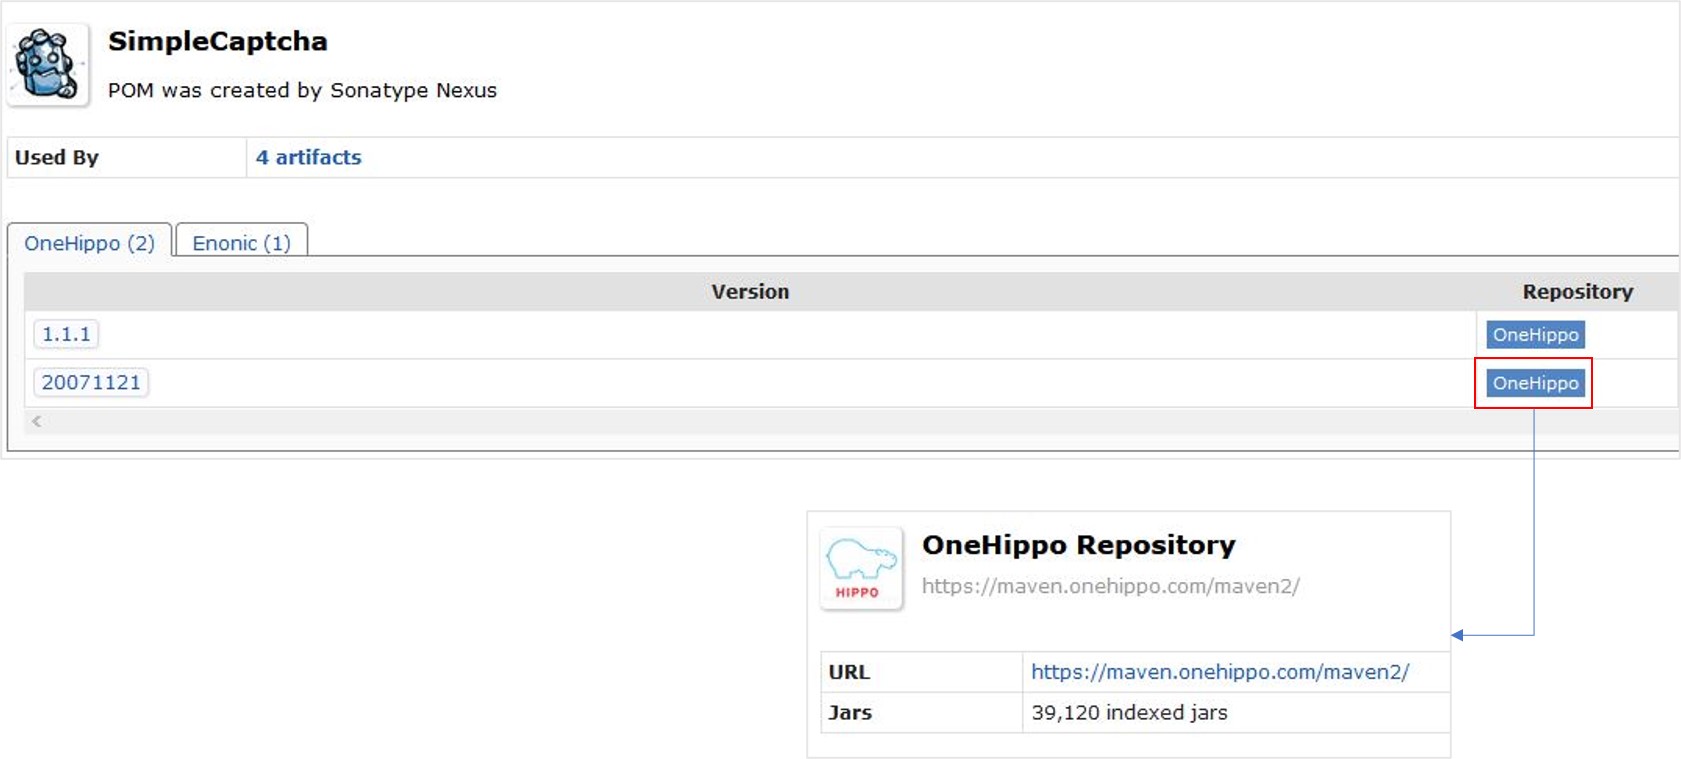 SimpleCaptcha
POM was created by Sonatype Nexus
Used By 4 artifacts
OneHippo (2) Enonic (1)
Version Repository
1.1.1 OneHippo
20071121 OneHippo
<
OneHippo Repository
https://maven.onehippo.com/maven2/
HIPPO
URL https://maven.onehippo.com/maven2/
Jars 39,120 indexed jars